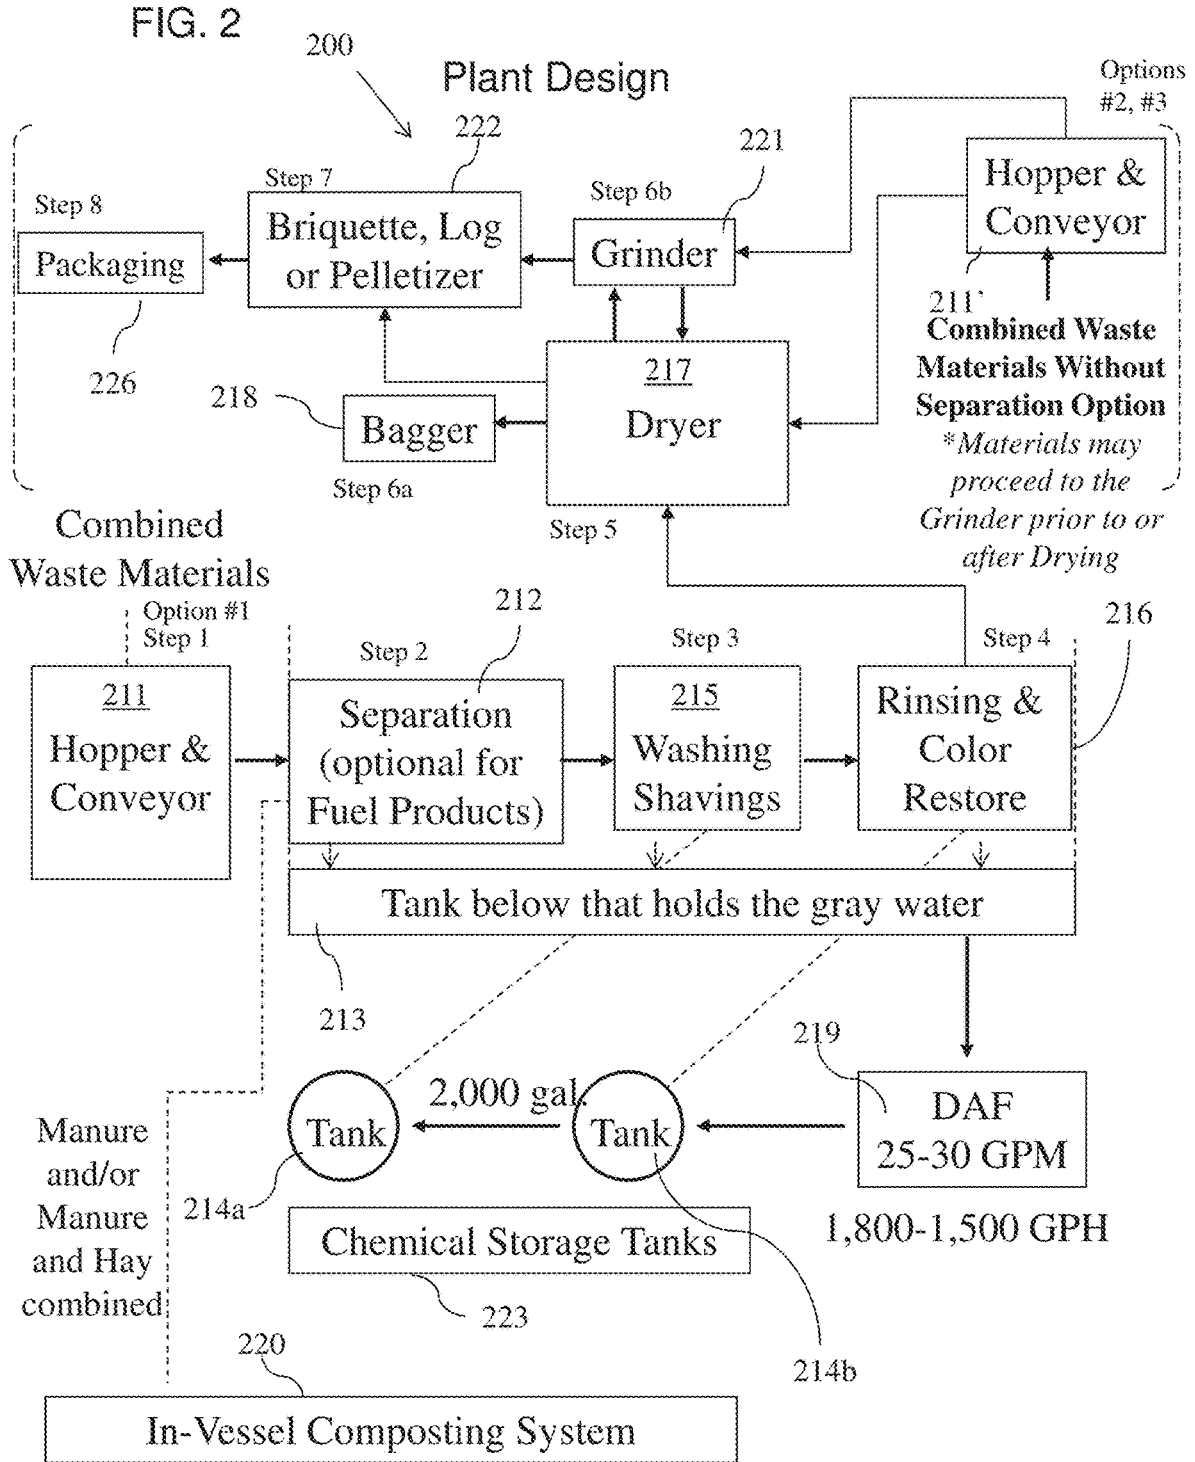 FIG. 2
200
Plant Design
Options
#2, #3
222
221
Step 7
Step 6b
Hopper &
Conveyor
Step 8
Briquette, Log
or Pelletizer
Grinder
Packaging
211'
226
218
217
Dryer
Bagger
Step 6a
Step 5
Combined Waste
Materials Without
Separation Option
*Materials may
proceed to the
Grinder prior to or
after Drying
Combined
Waste Materials
Option #1
Step 1
212
216
Step 2
Step 3
Step 4
211
Hopper &
Conveyor
Separation
(optional for
Fuel Products)
215
Washing
Shavings
Rinsing &
Color
Restore
Tank below that holds the gray water
213
219
2,000 gal.
Tank
Tank
DAF
25-30 GPM
214a
1,800-1,500 GPH
Manure
and/or
Manure
and Hay
combined
Chemical Storage Tanks
223
214b
220
In-Vessel Composting System